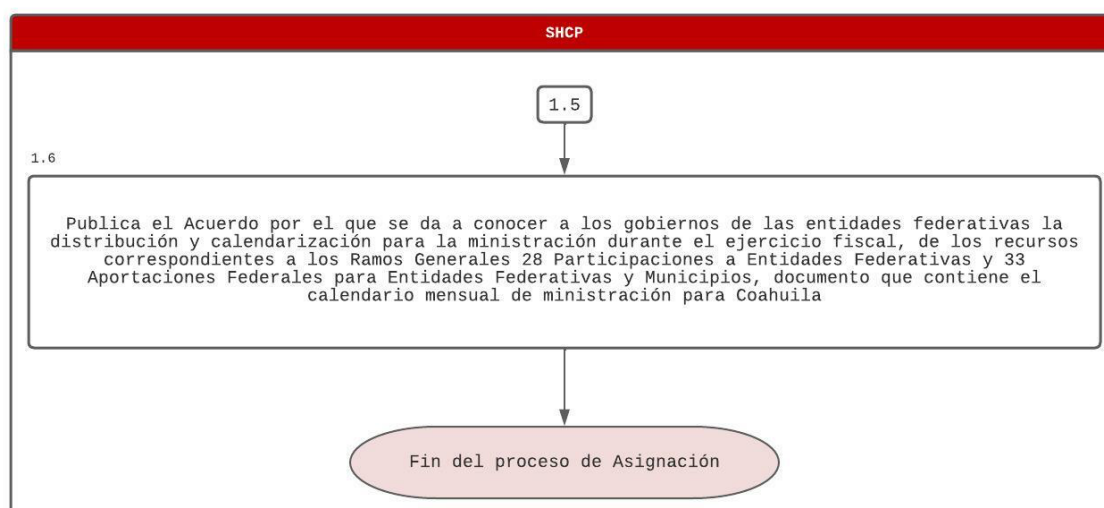 SHCP
1.5
1.6
Publica el Acuerdo por el que se da a conocer a los gobiernos de las entidades federativas la
distribución y calendarización para la ministración durante el ejercicio fiscal, de los recursos
correspondientes a los Ramos Generales 28 Participaciones a Entidades Federativas y 33
Aportaciones Federales para Entidades Federativas y Municipios, documento que contiene el
calendario mensual de ministración para Coahuila
Fin del proceso de Asignación